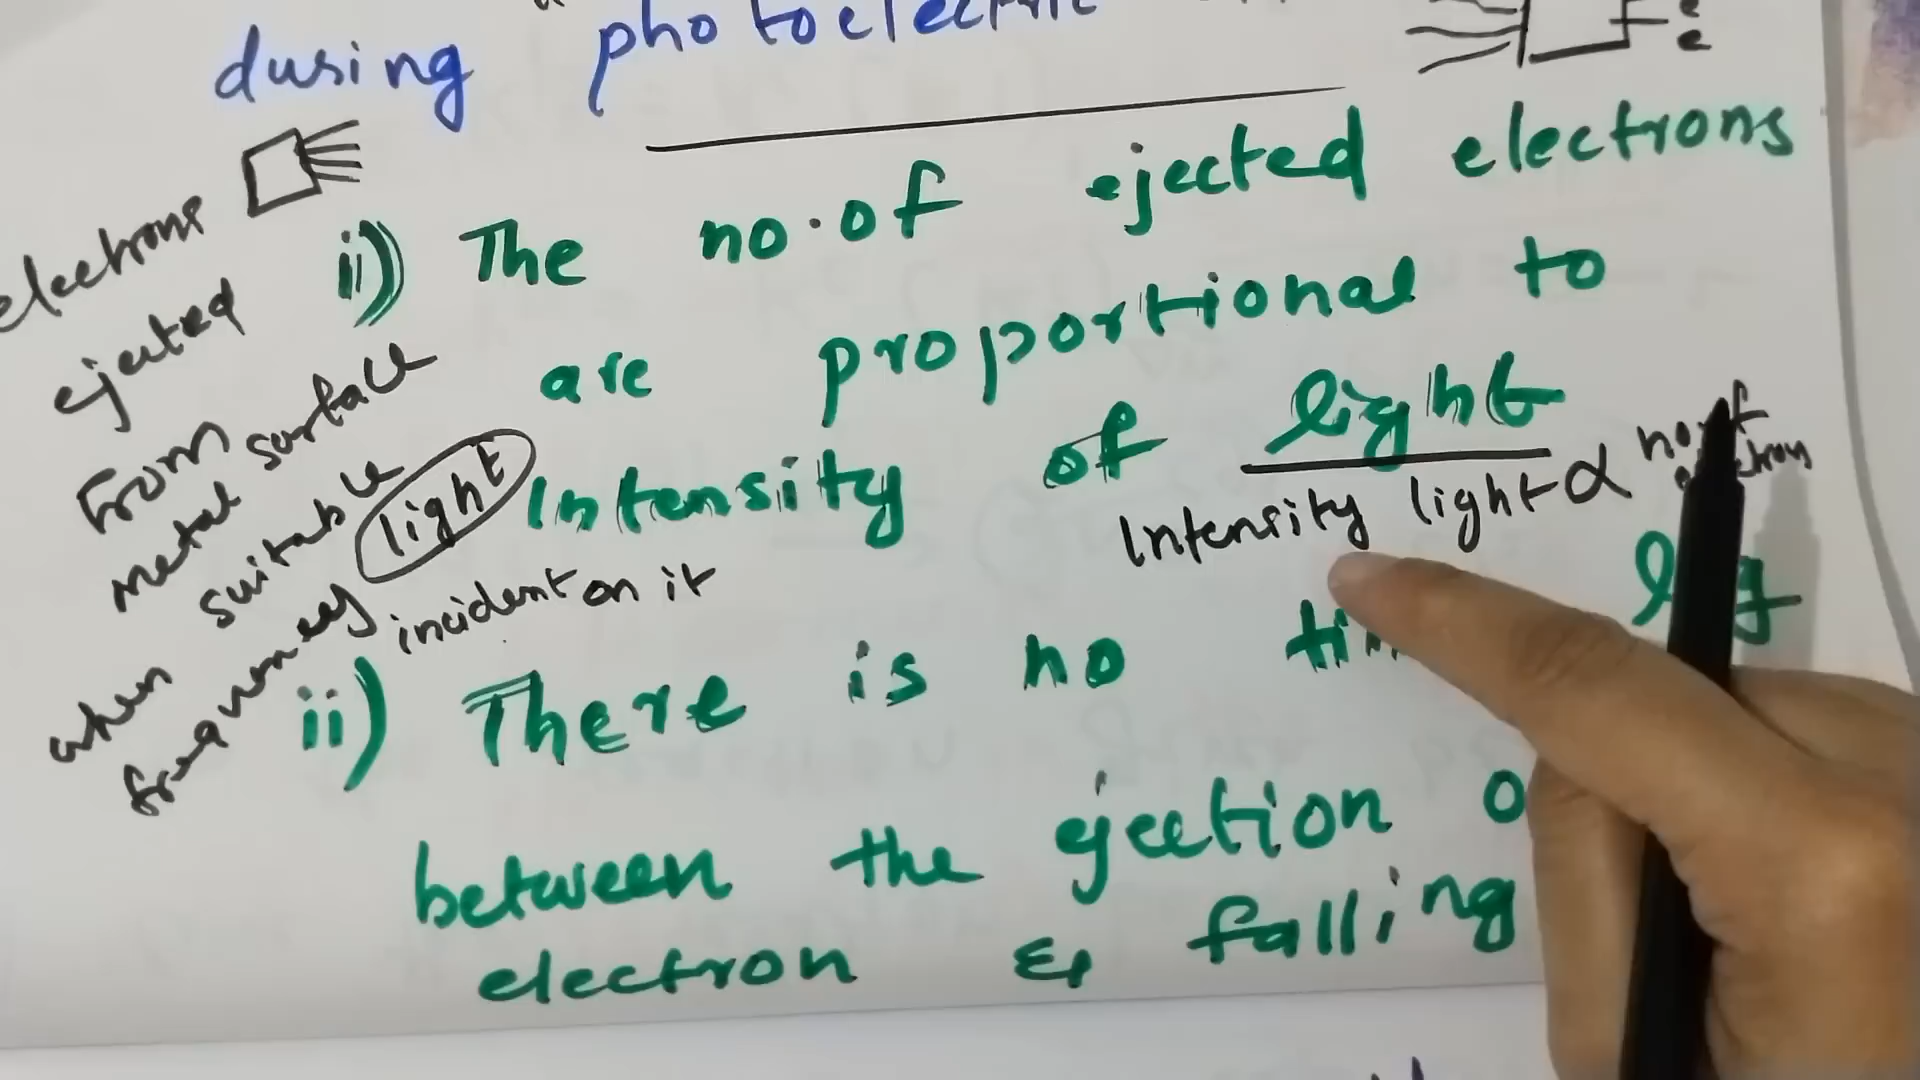 during photoelectric
e
e
i) The no. of ejected electrons
are proportional to
Intensity of light
Intensity light ∝ no. of
ii) There is no
between the ejection
electron & falling
electrons
ejected
from
metal surface
when suitable
frequency light
incident on it